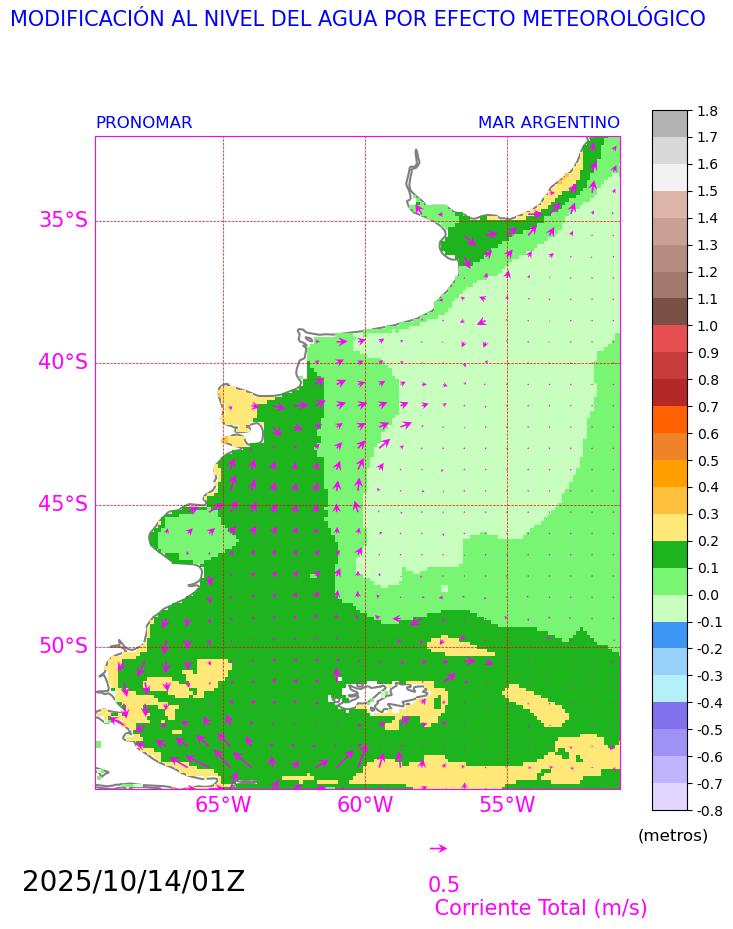 MODIFICACIÓN AL NIVEL DEL AGUA POR EFECTO METEOROLÓGICO
PRONOMAR
MAR ARGENTINO
35°S
40°S
45°S
50°S
65°W
60°W
55°W
1.8
1.7
1.6
1.5
1.4
1.3
1.2
1.1
1.0
0.9
0.8
0.7
0.6
0.5
0.4
0.3
0.2
0.1
0.0
-0.1
-0.2
-0.3
-0.4
-0.5
-0.6
-0.7
-0.8
(metros)
2025/10/14/01Z
0.5
Corriente Total (m/s)